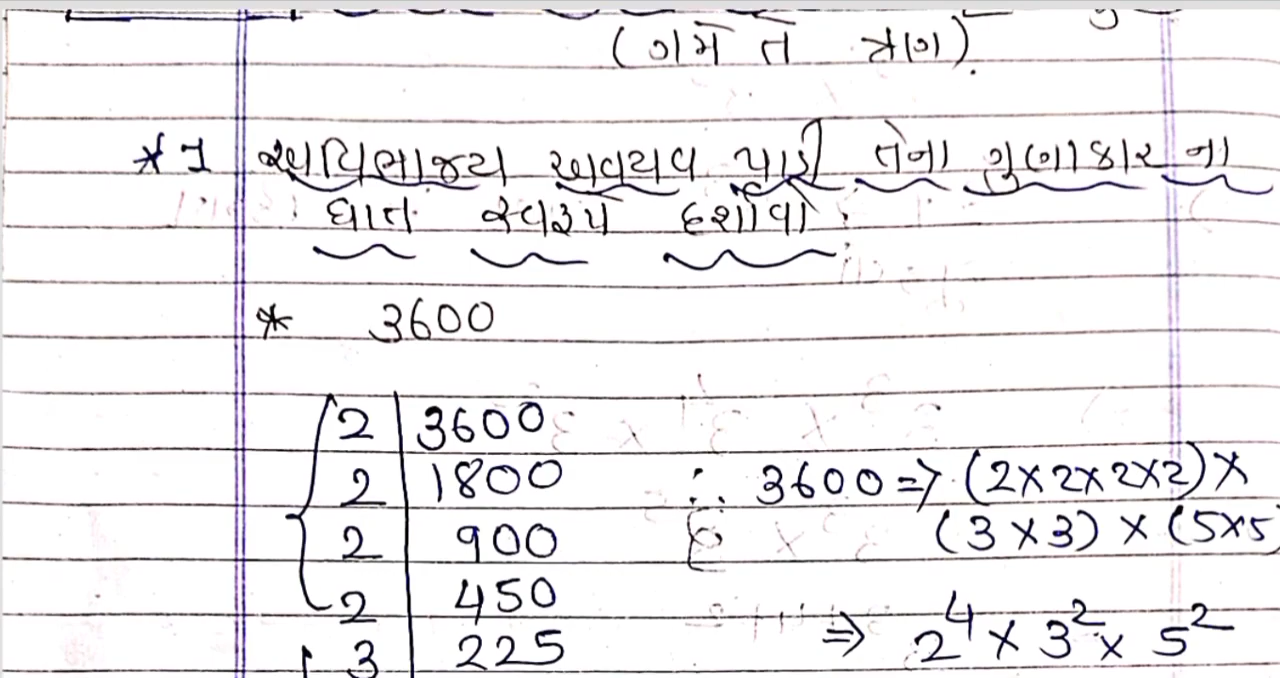 (ગમે તે ત્રણ).
* 1 અવિભાજ્ય અવયવ પાડી તેના ગુણાકાર ના
ઘાત સ્વરૂપે દર્શાવો:
* 3600
2 | 3600
2 | 1800 ∴ 3600 ⇒ (2×2×2×2)×
2 | 900 (3×3)×(5×5)
2 | 450
3 | 225 ⇒ 2⁴×3²×5²